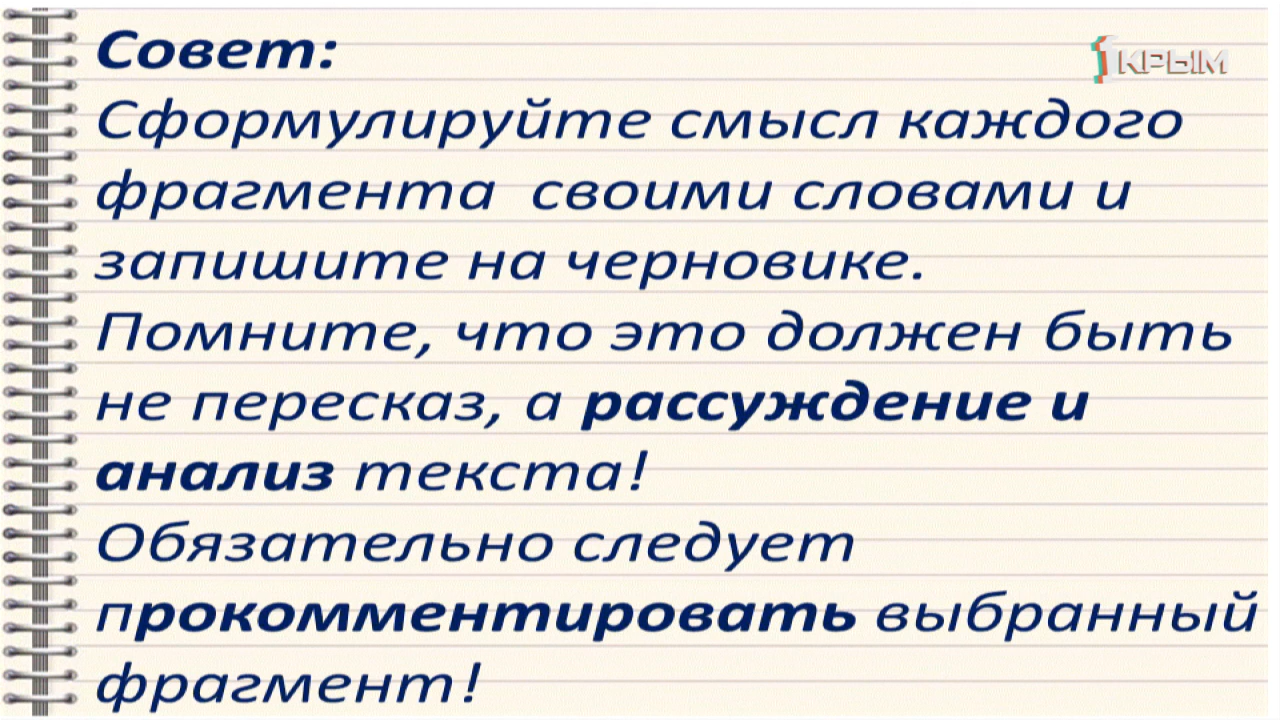 Совет:
1КРЫМ
Сформулируйте смысл каждого
фрагмента своими словами и
запишите на черновике.
Помните, что это должен быть
не пересказ, а рассуждение и
анализ текста!
Обязательно следует
прокомментировать выбранный
фрагмент!